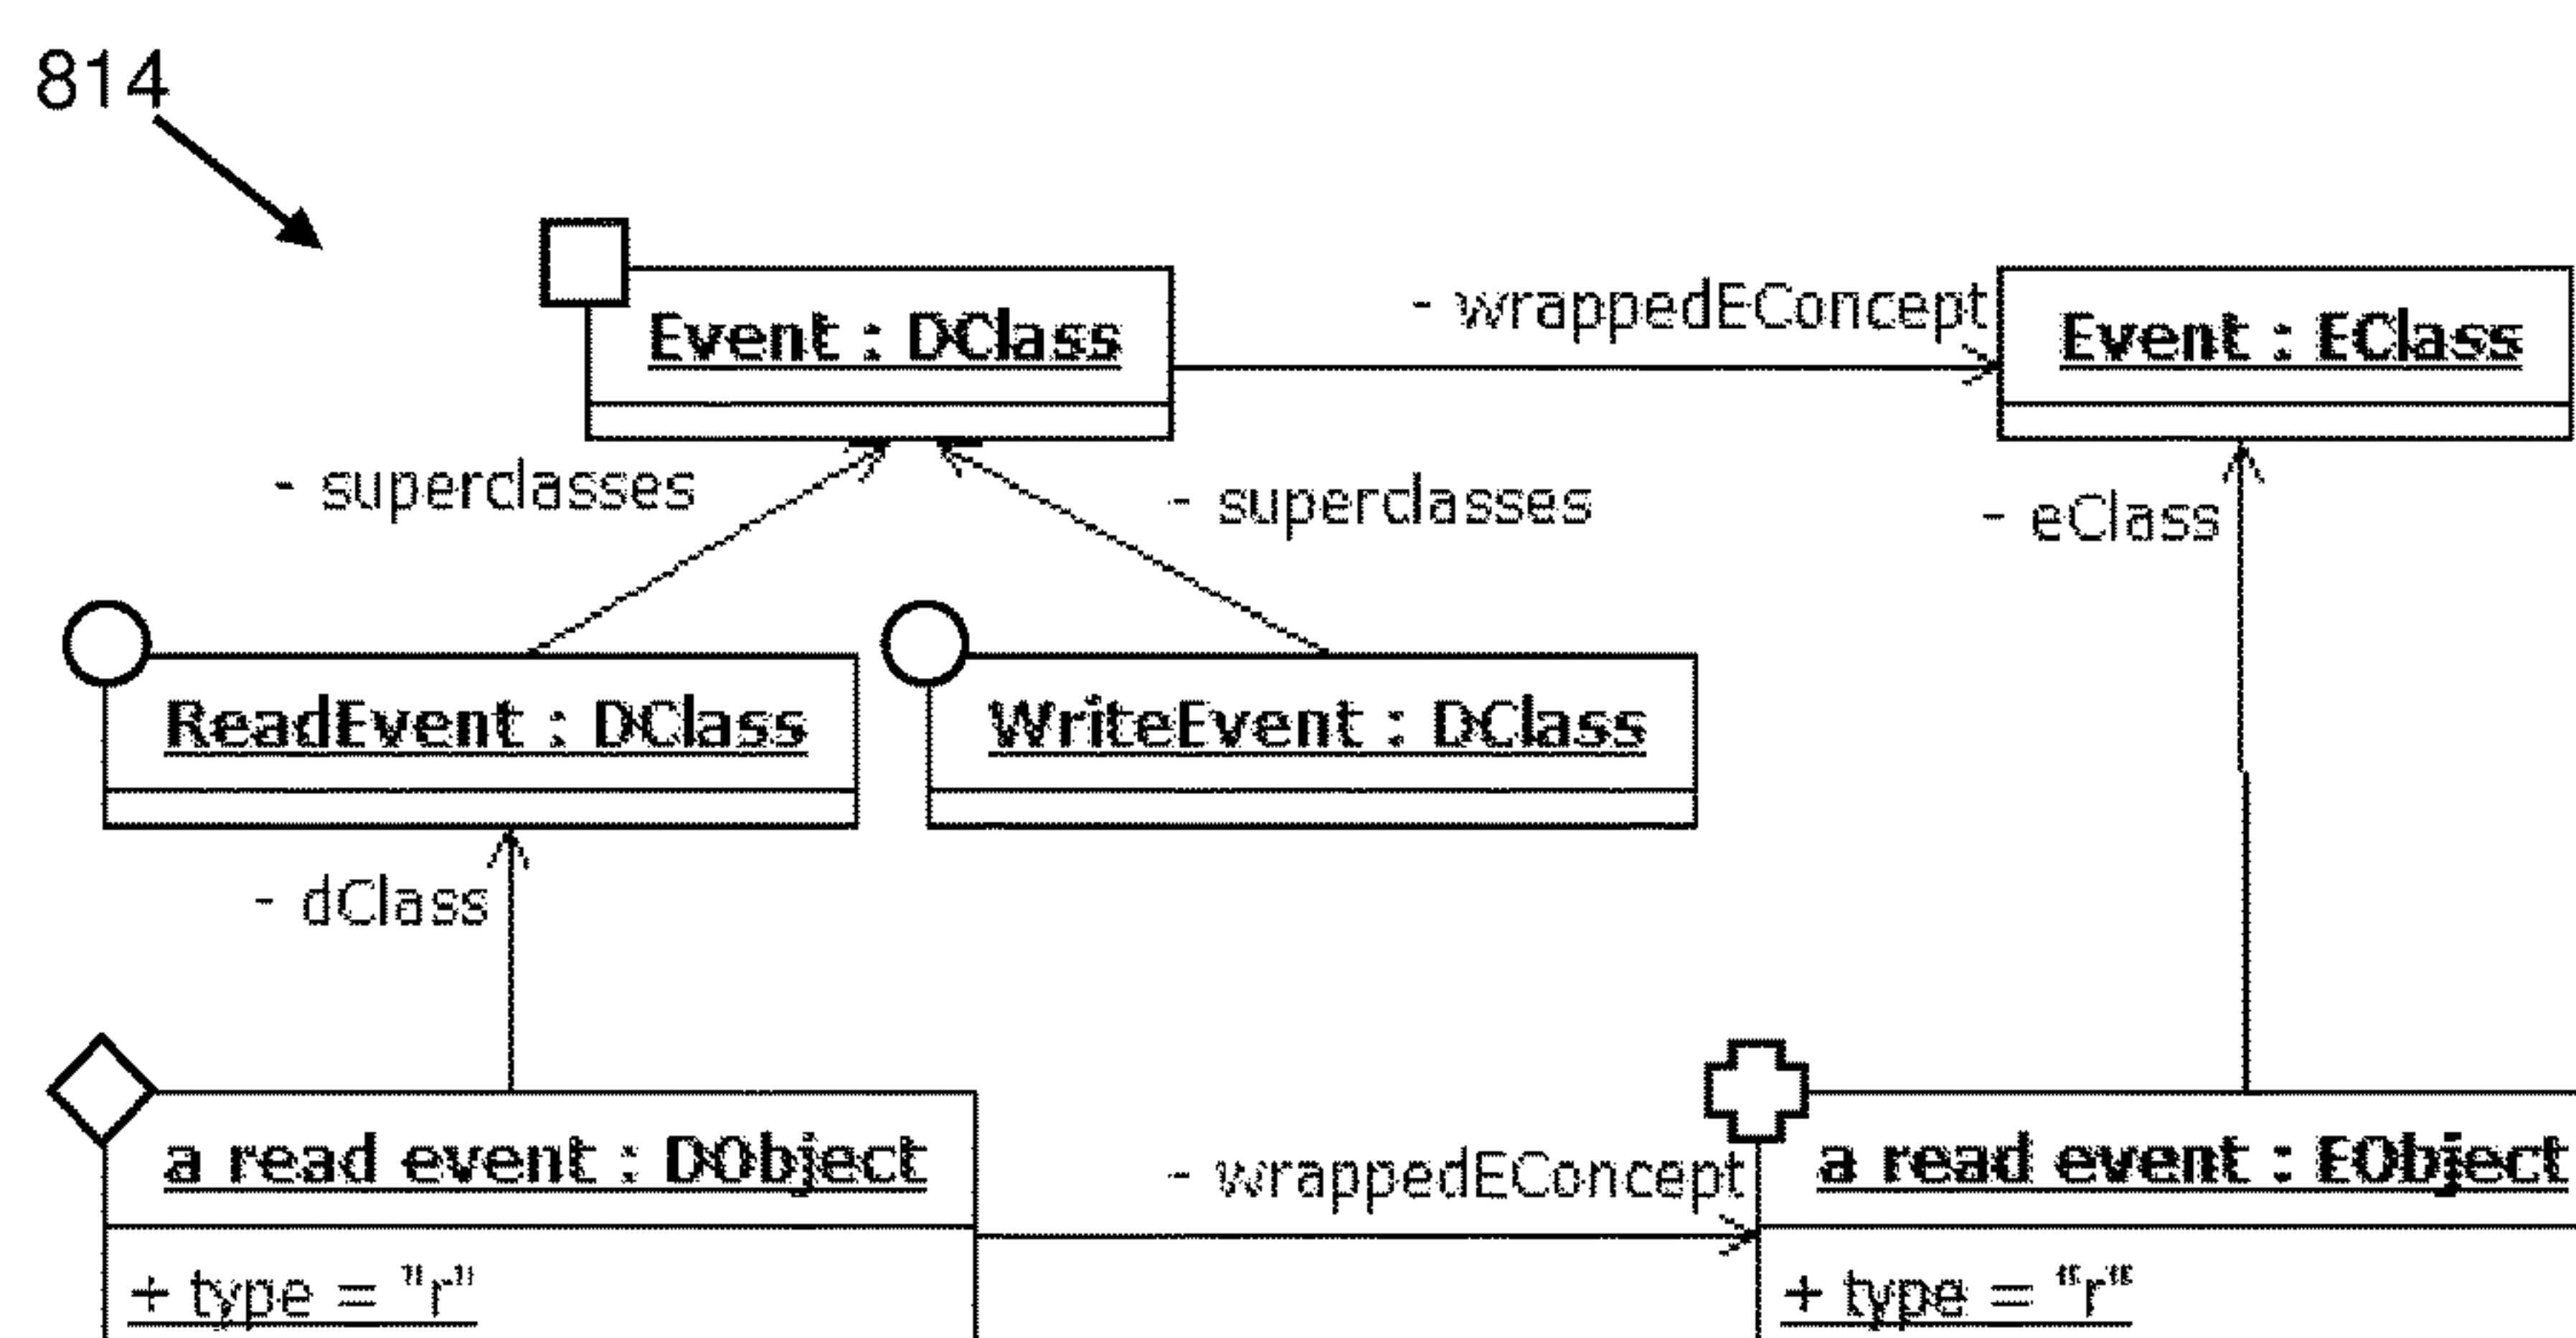 814
Event : DClass
- wrappedEConcept
Event : EClass
- superclasses
- superclasses
- eClass
ReadEvent : DClass
WriteEvent : DClass
- dClass
a read event : DObject
- wrappedEConcept
a read event : EObject
+ type = "r"
+ type = "r"